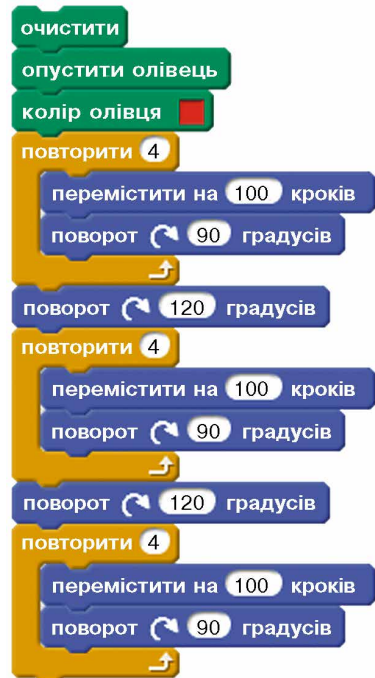 очистити
опустити олівець
колір олівця
повторити 4
перемістити на 100 кроків
поворот 90 градусів
поворот 120 градусів
повторити 4
перемістити на 100 кроків
поворот 90 градусів
поворот 120 градусів
повторити 4
перемістити на 100 кроків
поворот 90 градусів